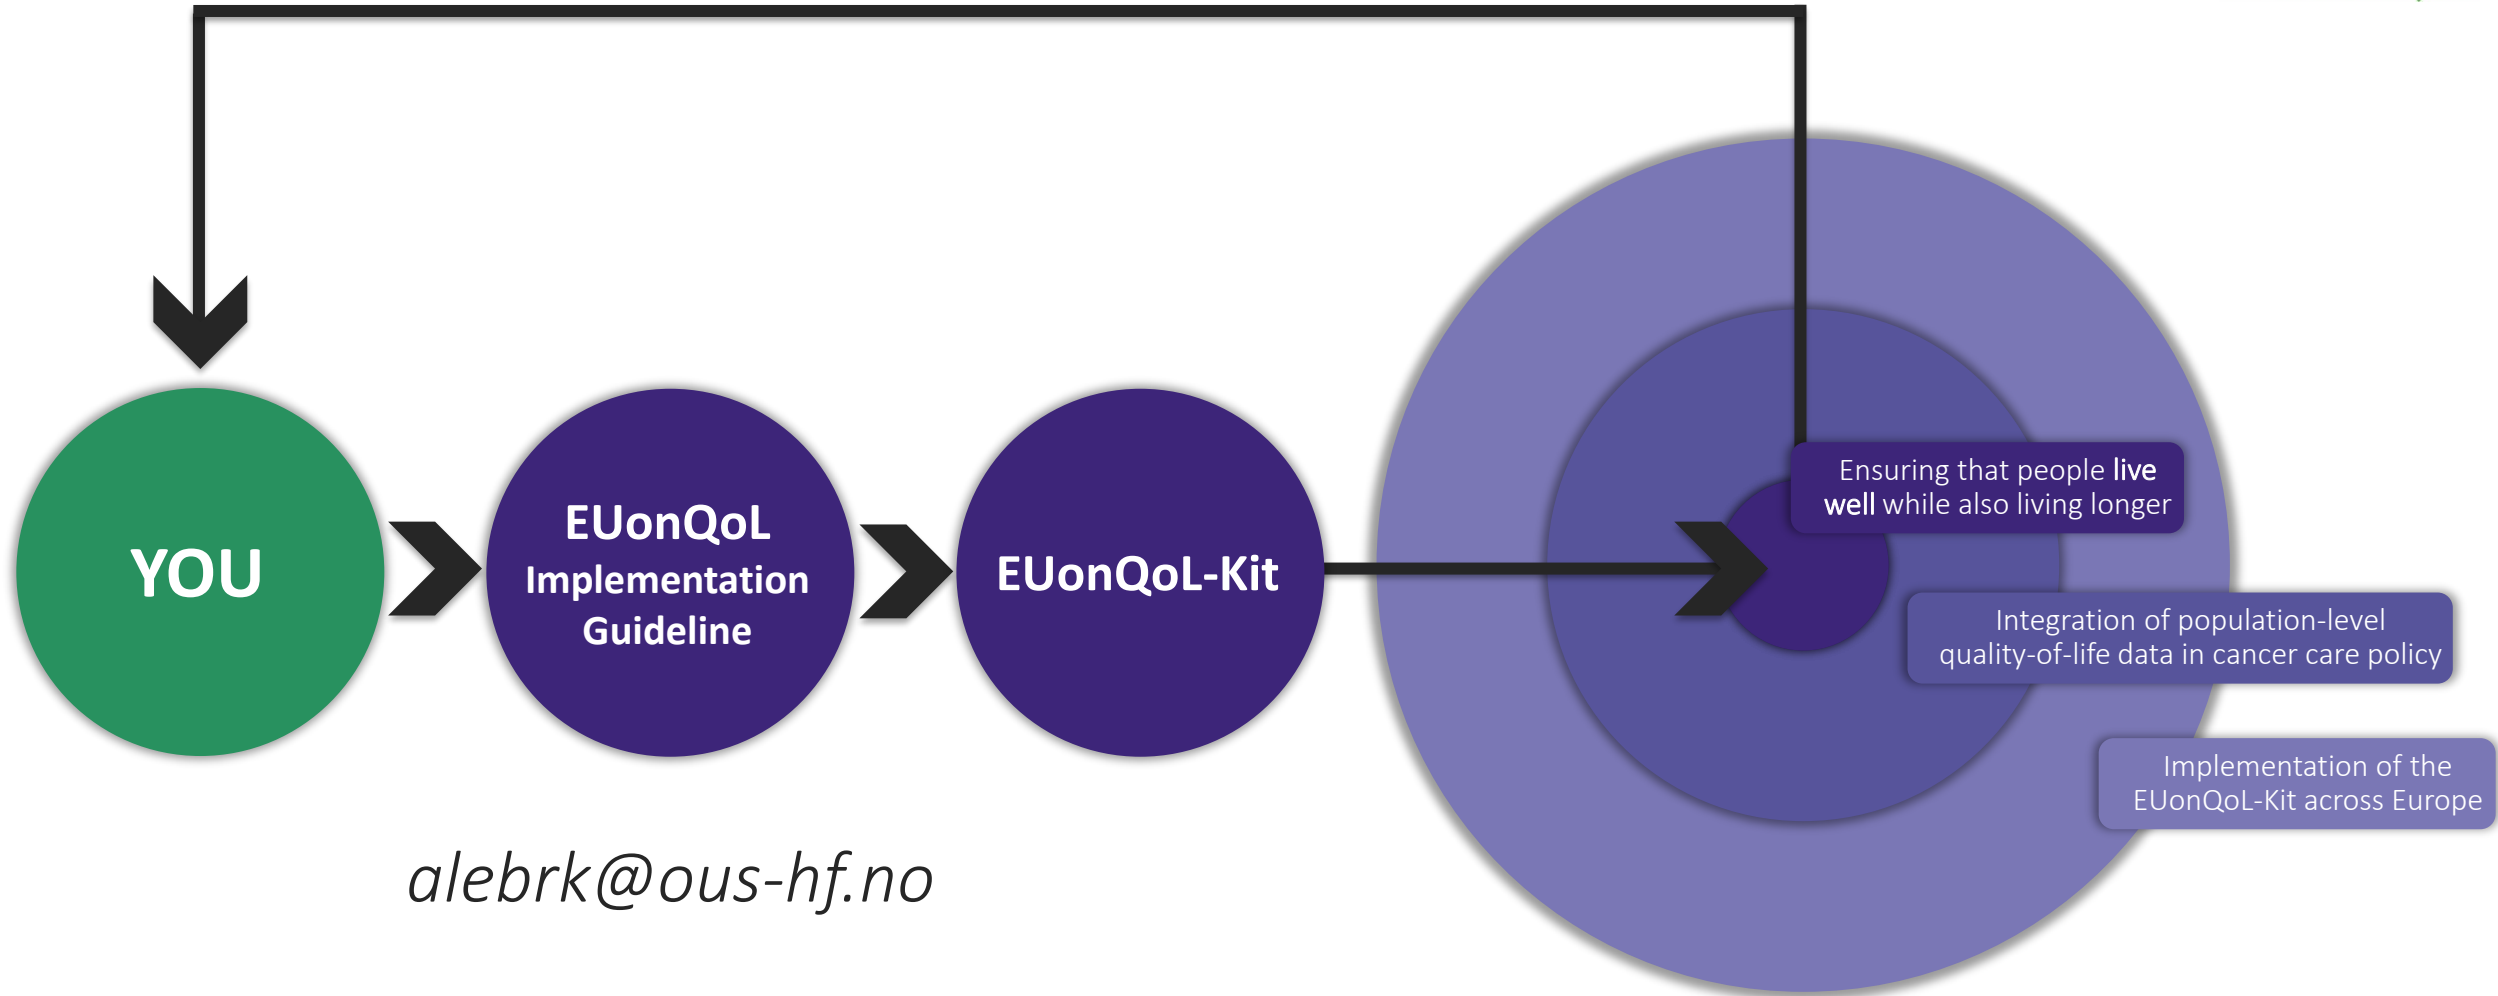 YOU
EUonQoL
Implementation
Guideline
EUonQoL-Kit
Ensuring that people live
well while also living longer
Integration of population-level
quality-of-life data in cancer care policy
Implementation of the
EUonQoL-Kit across Europe
alebrk@ous-hf.no